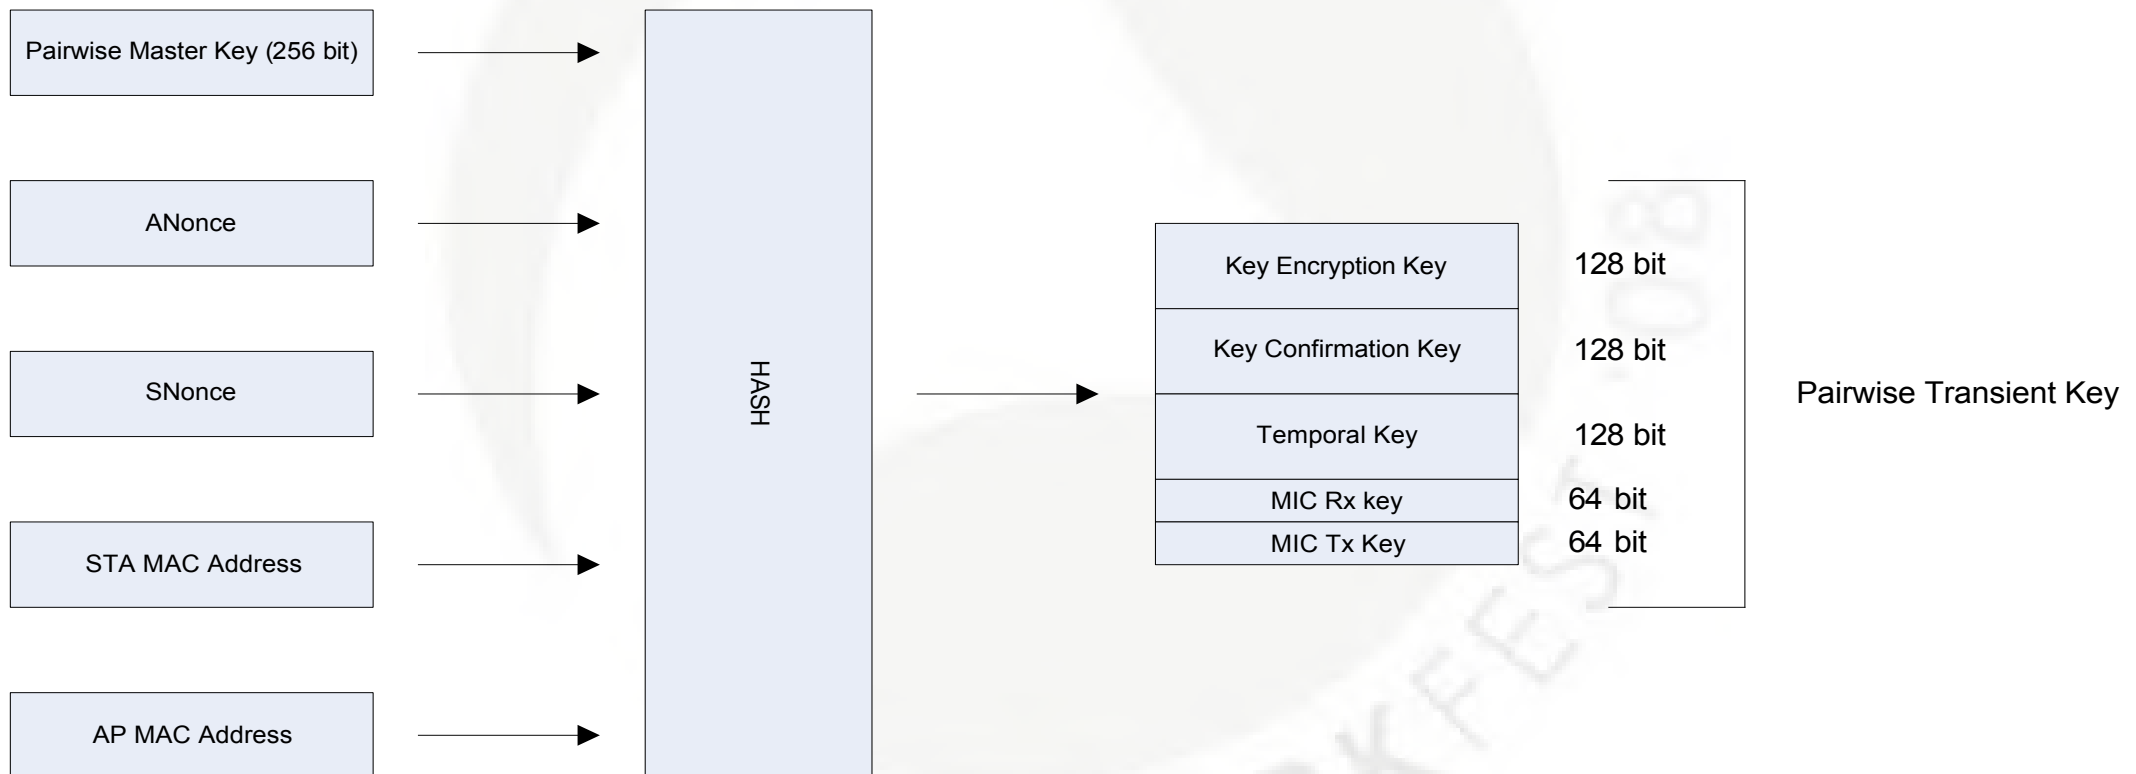 Pairwise Master Key (256 bit)
ANonce
SNonce
STA MAC Address
AP MAC Address
HASH
Key Encryption Key 128 bit
Key Confirmation Key 128 bit
Temporal Key 128 bit
MIC Rx key 64 bit
MIC Tx Key 64 bit
Pairwise Transient Key